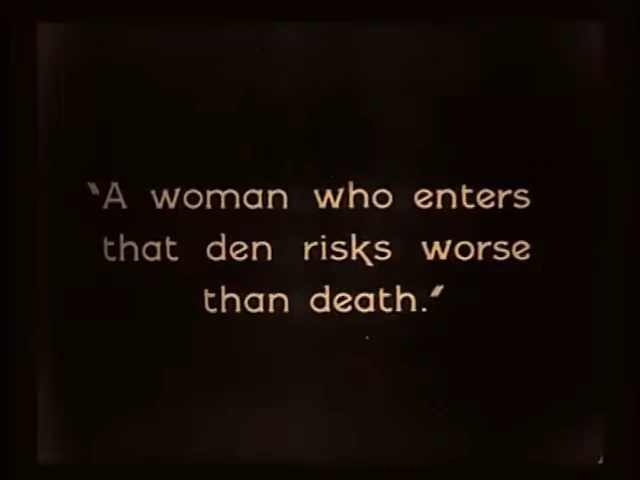 "A woman who enters
that den risks worse
than death."